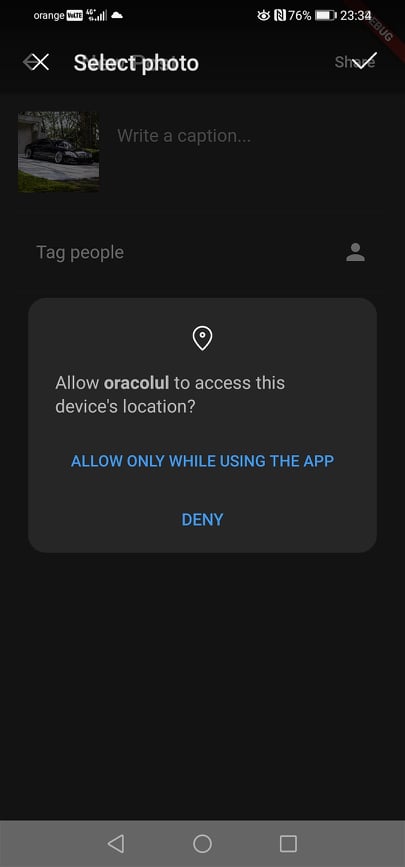 orange VoLTE 4G+ 76% 23:34
DEBUG
Select photo
Share
Write a caption...
Tag people
Allow oracolul to access this
device's location?
ALLOW ONLY WHILE USING THE APP
DENY